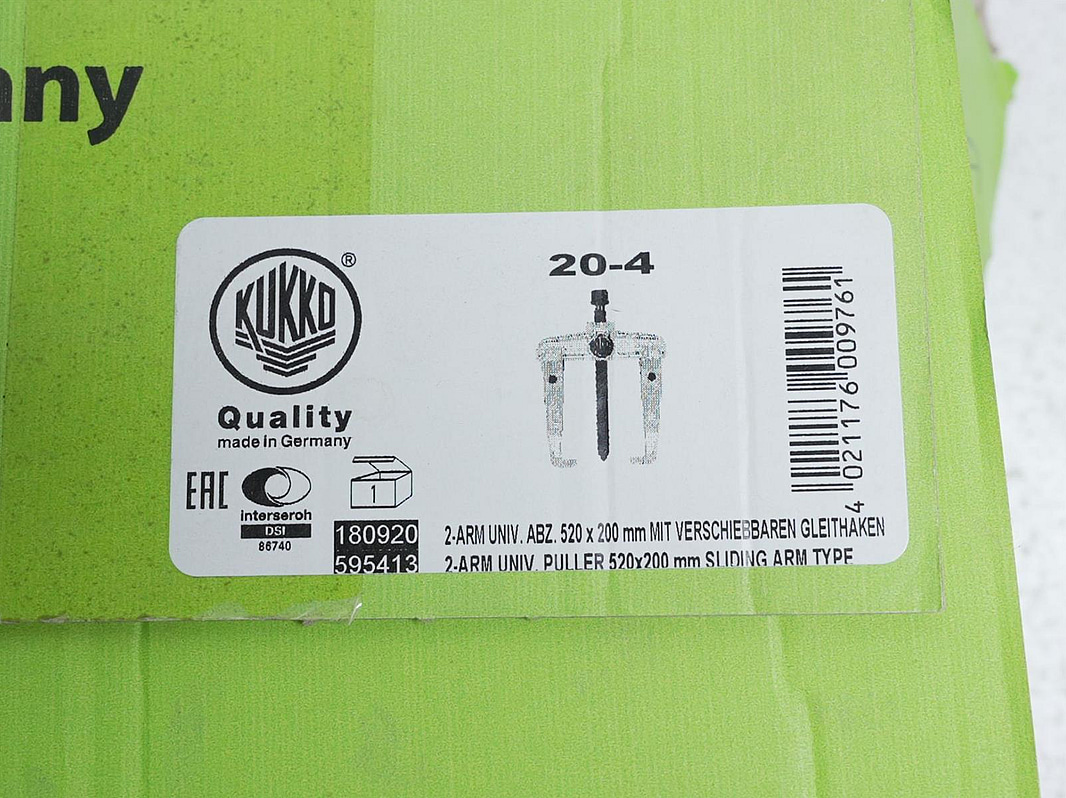 any
KUKKO®
Quality
made in Germany
EAC
interseroh
DSI
86740
1
180920
595413
20-4
4 021176 009761
2-ARM UNIV. ABZ. 520 x 200 mm MIT VERSCHIEBBAREN GLEITHAKEN
2-ARM UNIV. PULLER 520x200 mm SLIDING ARM TYPE